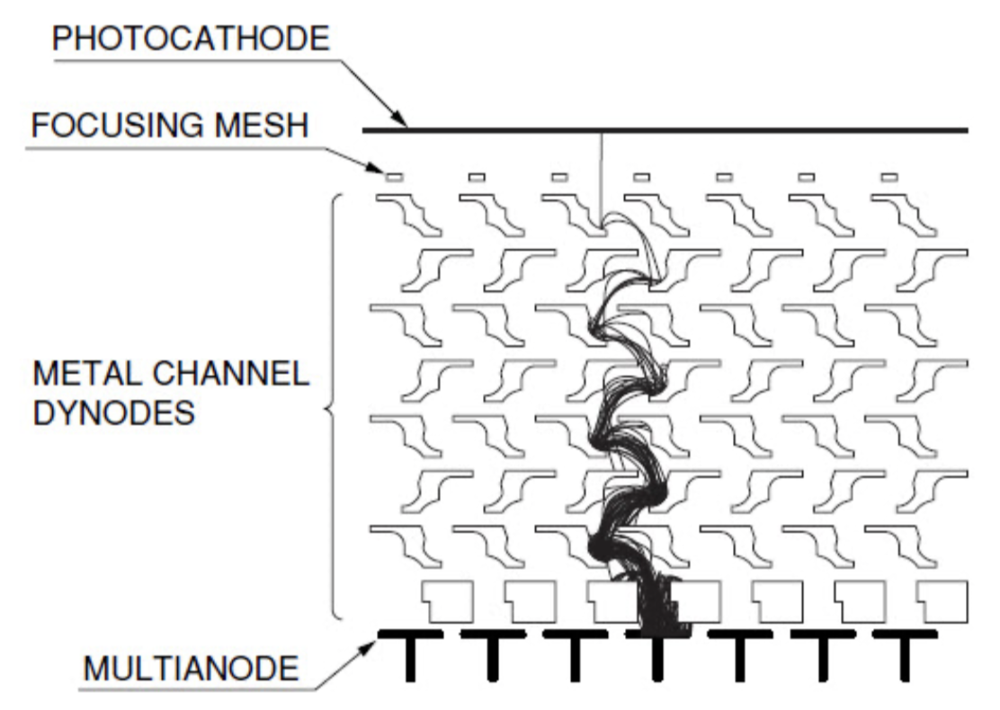 PHOTOCATHODE
FOCUSING MESH
METAL CHANNEL
DYNODES
MULTIANODE